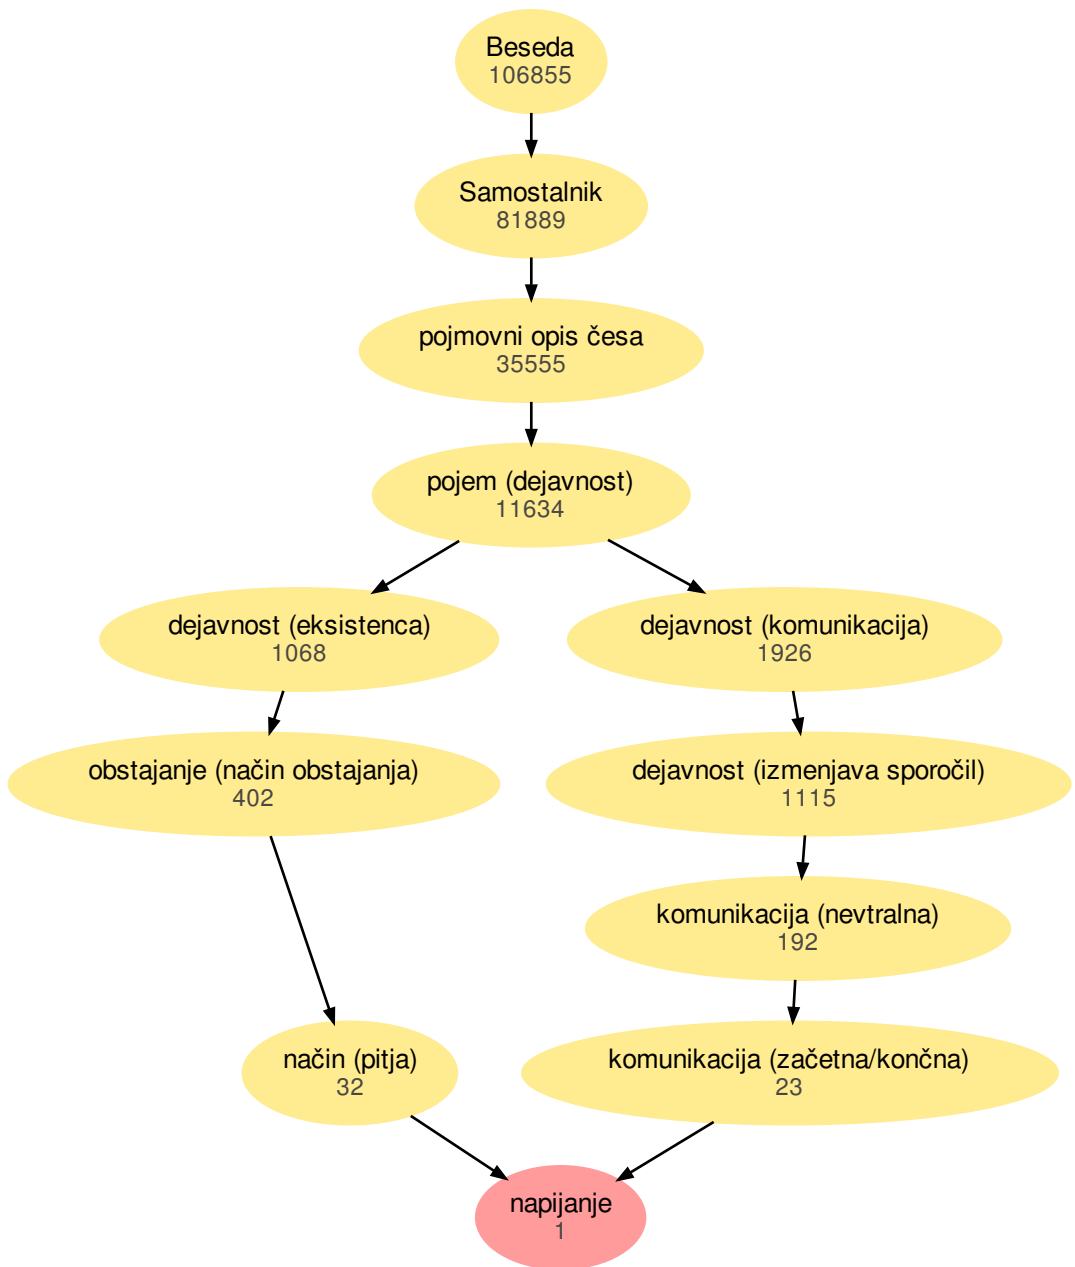 Beseda
106855
Samostalnik
81889
pojmovni opis česa
35555
pojem (dejavnost)
11634
dejavnost (eksistenca)
1068
dejavnost (komunikacija)
1926
obstajanje (način obstajanja)
402
dejavnost (izmenjava sporočil)
1115
komunikacija (nevtralna)
192
način (pitja)
32
komunikacija (začetna/končna)
23
napijanje
1